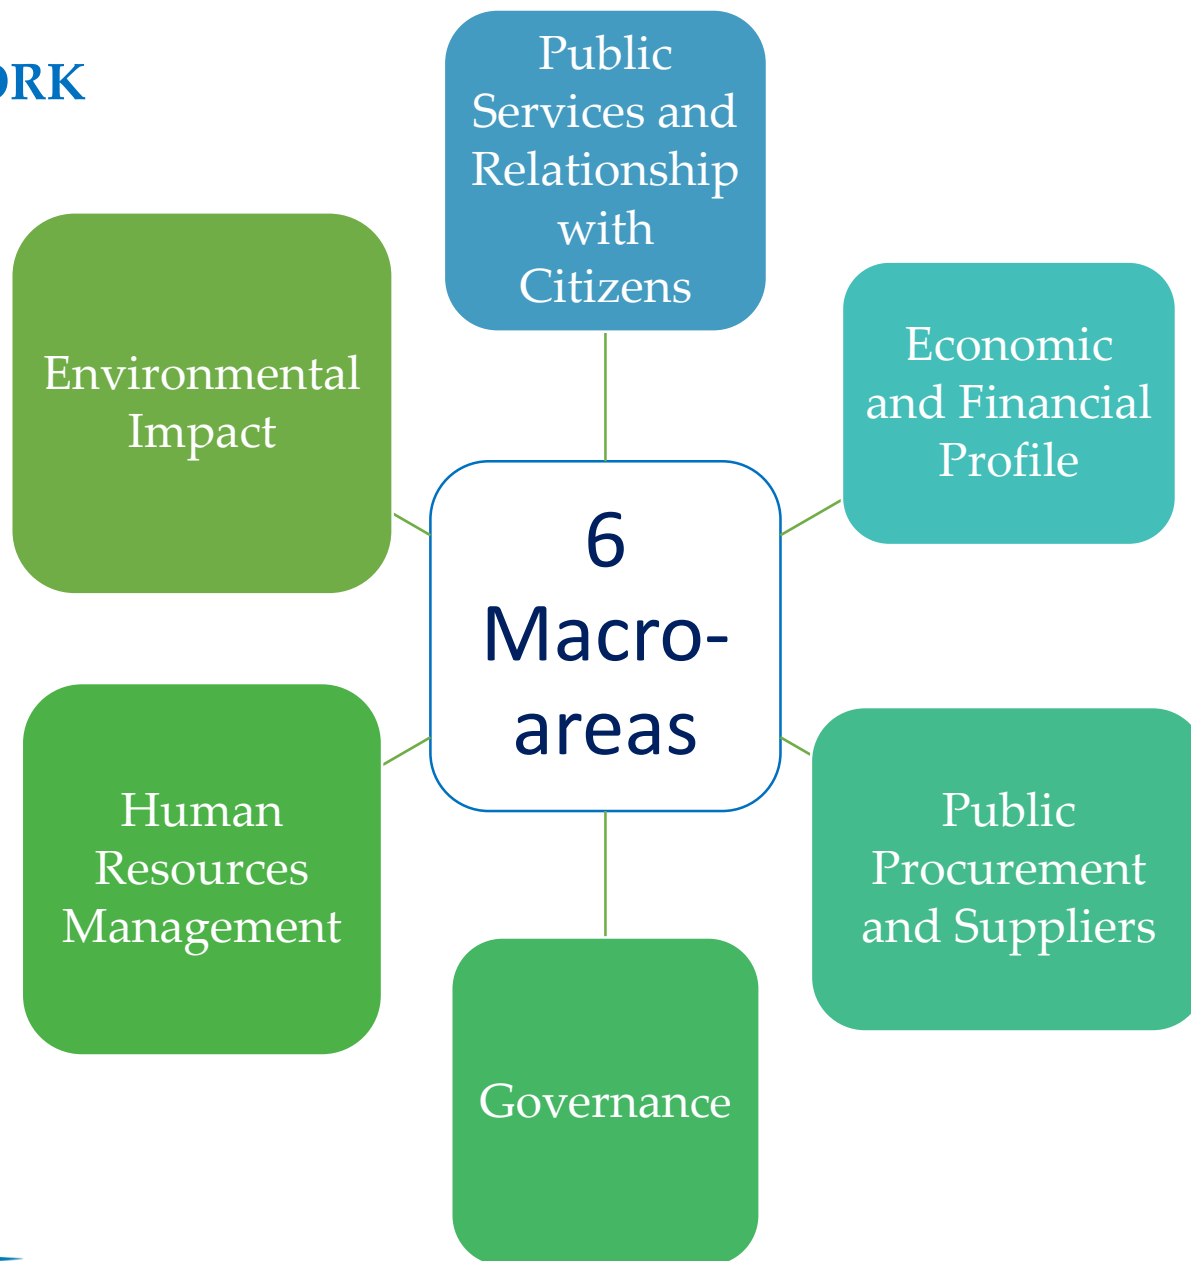 Public
Services and
Relationship
with
Citizens
Economic
and Financial
Profile
Public
Procurement
and Suppliers
Governance
Human
Resources
Management
Environmental
Impact
6
Macro-
areas